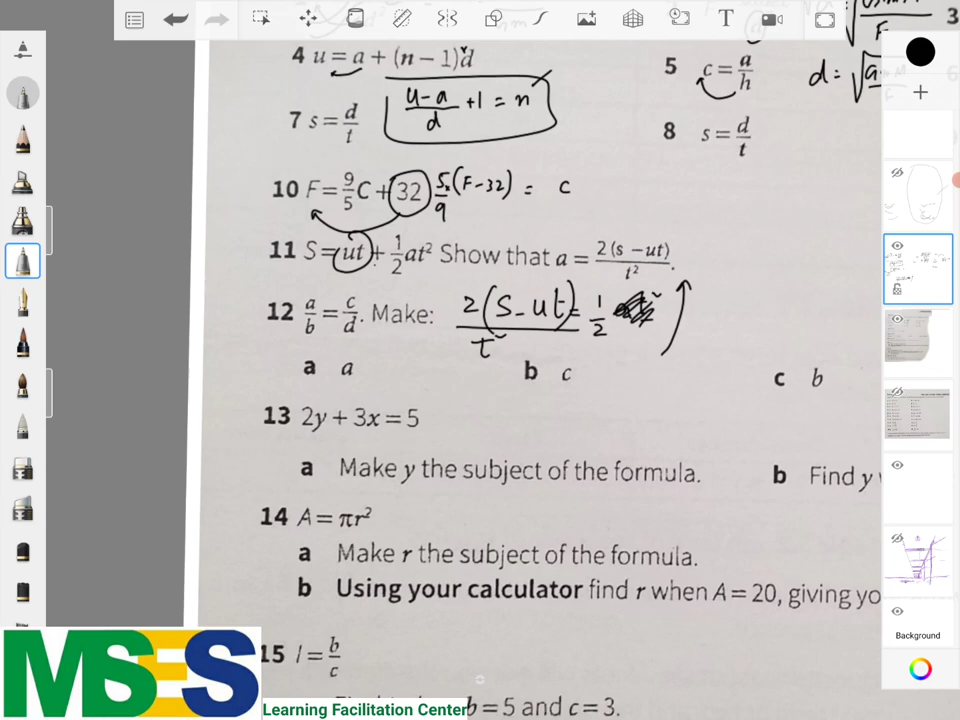 4 u = a + (n − 1)d
u-a/d +1 = n
5 c = a/h
d = √a
3
7 s = d/t
8 s = d/t
10 F = 9/5 C + 32 5/9 × (F-32) = c
11 S = ut + 1/2 at² Show that a = 2(s − ut)/t².
12 a/b = c/d. Make: 2(S-ut)/t² = 1/2
a a
b c
c b
13 2y + 3x = 5
a Make y the subject of the formula.
b Find y
14 A = πr²
a Make r the subject of the formula.
b Using your calculator find r when A = 20, giving yo
15 l = b/c
b = 5 and c = 3.
MSES
Learning Facilitation Center
T
Background